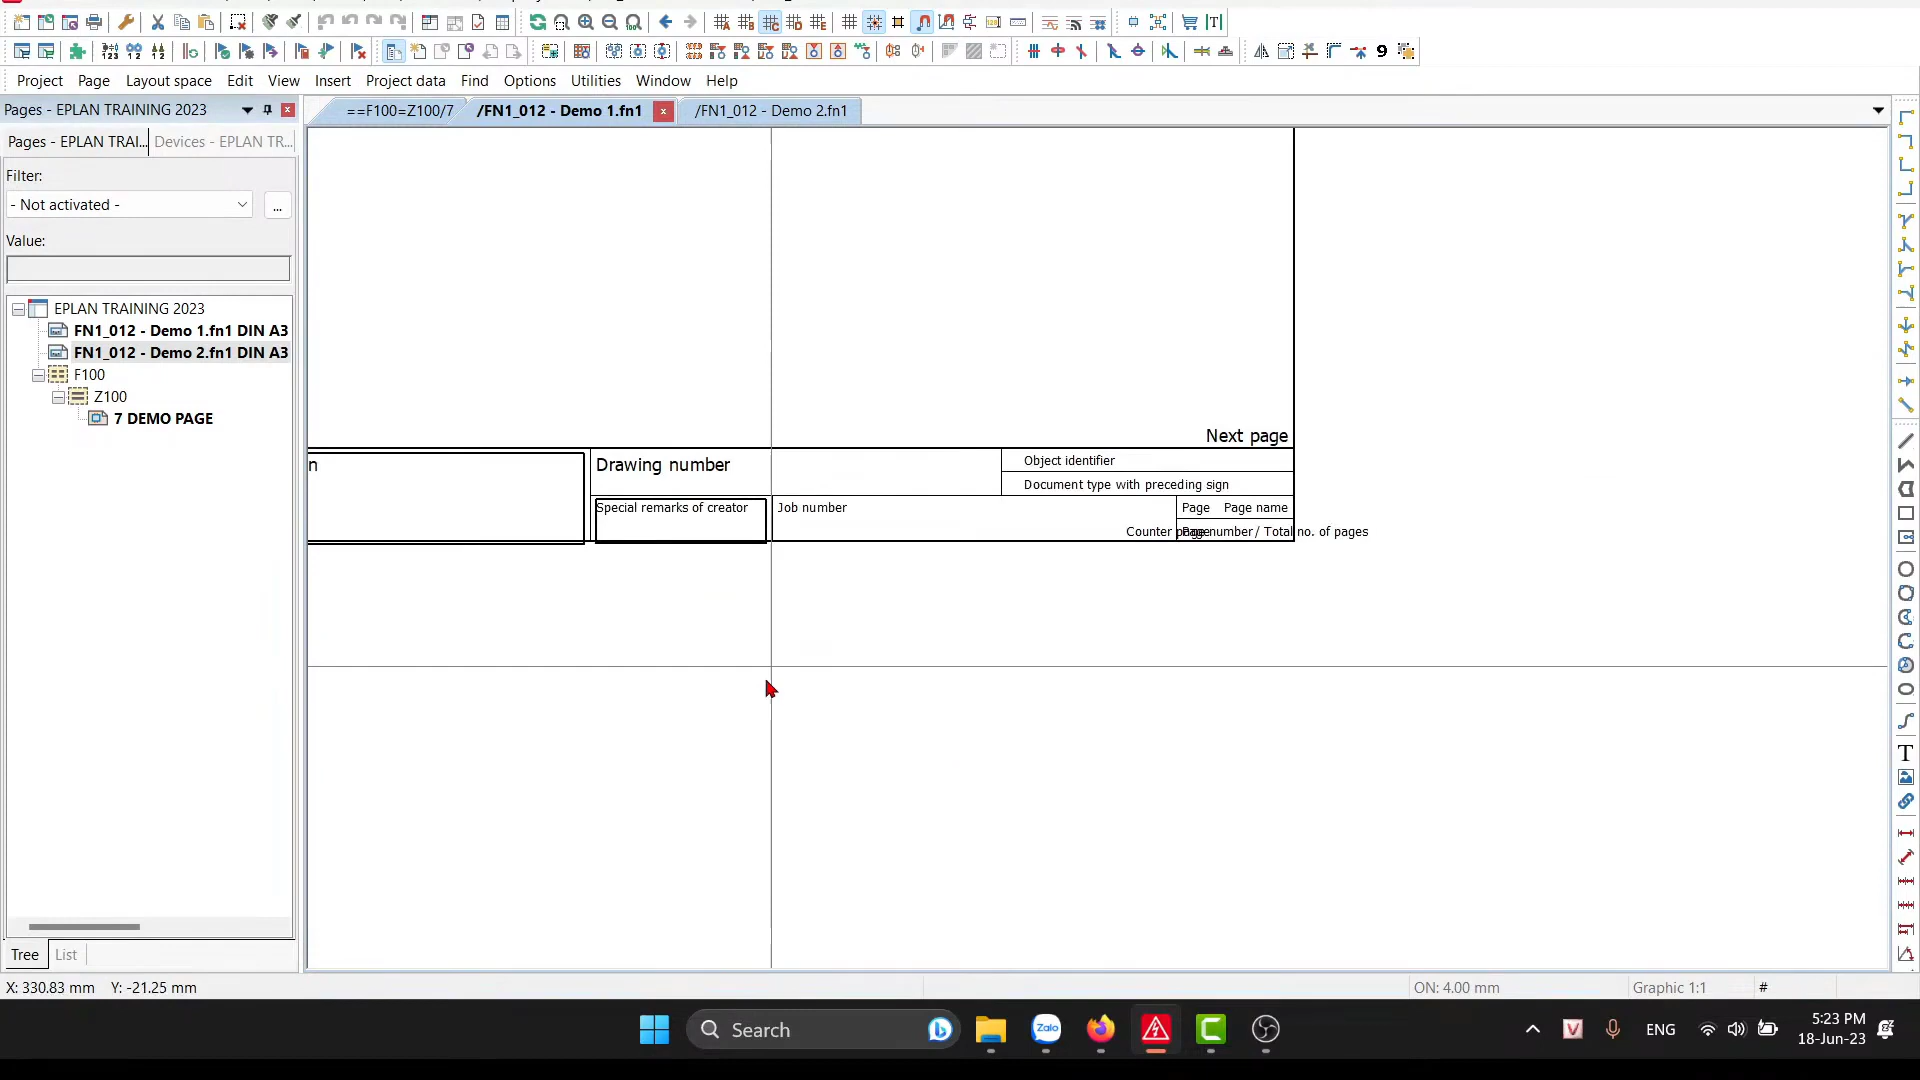 Project Page Layout space Edit View Insert Project data Find Options Utilities Window Help
Pages - EPLAN TRAINING 2023
==F100=Z100/7 /FN1_012 - Demo 1.fn1 /FN1_012 - Demo 2.fn1
Pages - EPLAN TRAI... Devices - EPLAN TR...
Filter:
- Not activated -
...
Value:
EPLAN TRAINING 2023
FN1_012 - Demo 1.fn1 DIN A3
FN1_012 - Demo 2.fn1 DIN A3
F100
Z100
7 DEMO PAGE
Next page
n
Drawing number
Object identifier
Document type with preceding sign
Special remarks of creator
Job number
Page Page name
Counter page number / Total no. of pages
Page
T
Tree List
X: 330.83 mm Y: -21.25 mm
ON: 4.00 mm
Graphic 1:1
#
Search
Zalo
ENG
5:23 PM
18-Jun-23